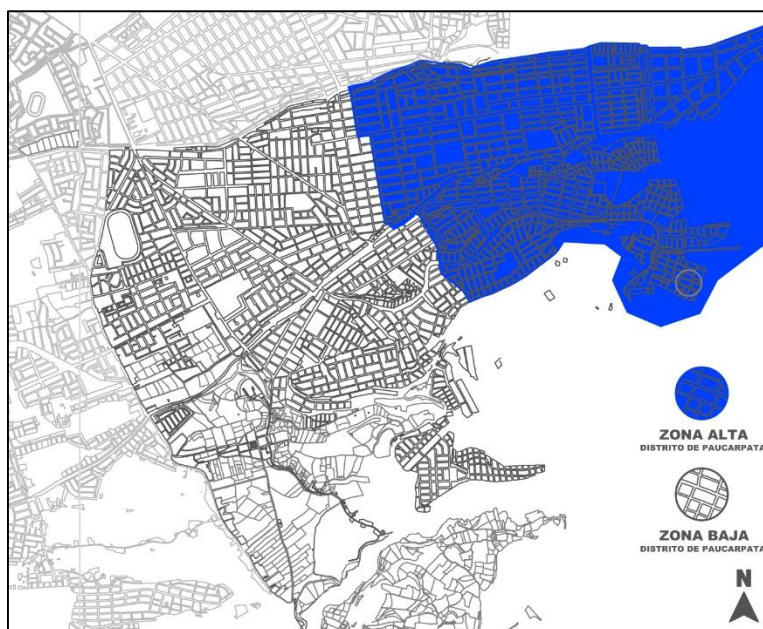 ZONA ALTA
DISTRITO DE PAUCARPATA
ZONA BAJA
DISTRITO DE PAUCARPATA
N